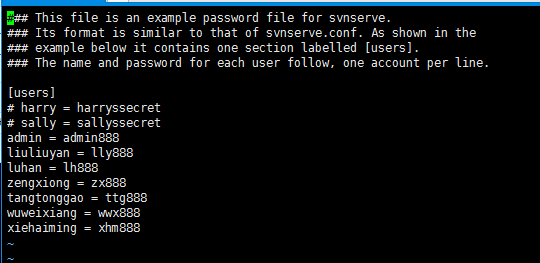 ### This file is an example password file for svnserve.
### Its format is similar to that of svnserve.conf. As shown in the
### example below it contains one section labelled [users].
### The name and password for each user follow, one account per line.
[users]
# harry = harryssecret
# sally = sallyssecret
admin = admin888
liuliuyan = lly888
luhan = lh888
zengxiong = zx888
tangtonggao = ttg888
wuweixiang = wwx888
xiehaiming = xhm888
~
~